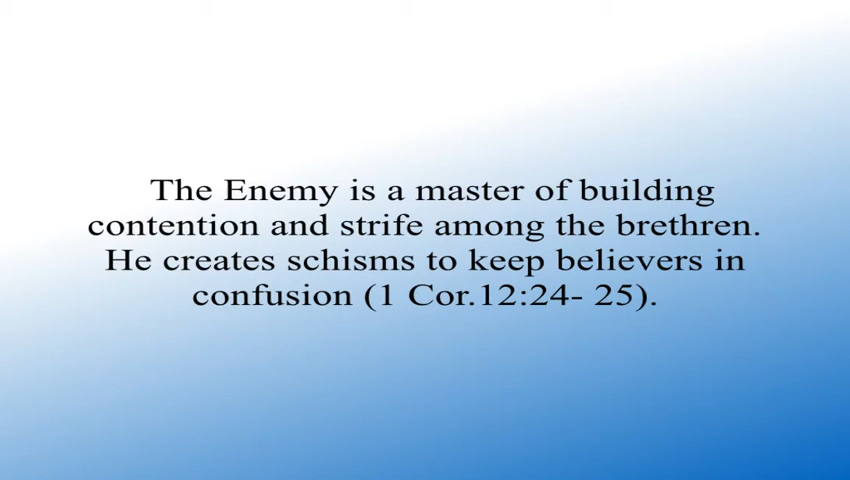 The Enemy is a master of building
contention and strife among the brethren.
He creates schisms to keep believers in
confusion (1 Cor.12:24- 25).